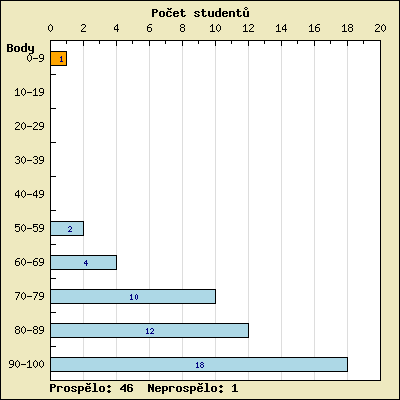 Počet studentů
0 2 4 6 8 10 12 14 16 18 20
Body
0-9 1
10-19
20-29
30-39
40-49
50-59 2
60-69 4
70-79 10
80-89 12
90-100 18
Prospělo: 46 Neprospělo: 1